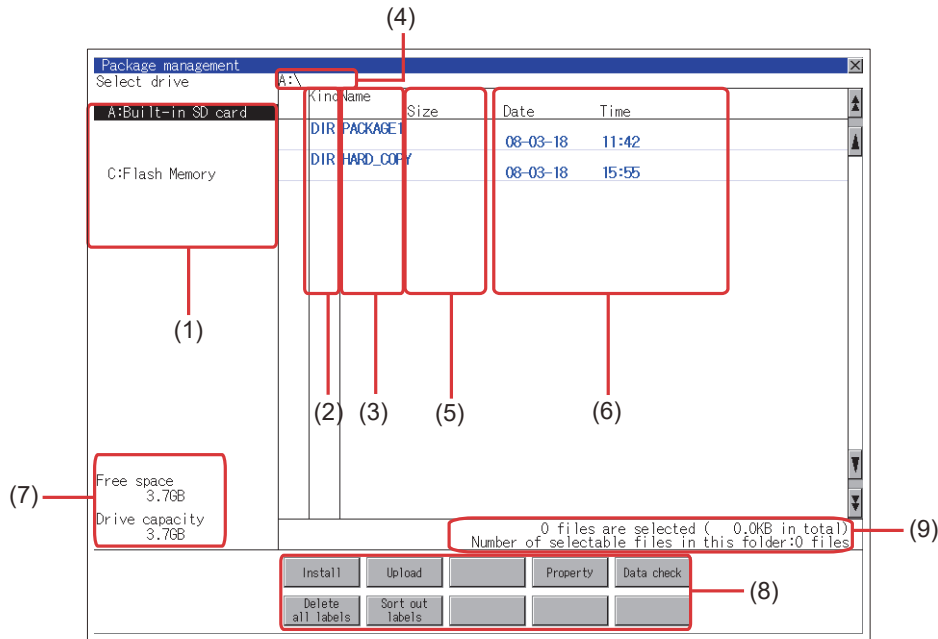 (4)
Package management
Select drive
A:\
Kind Name
Size
Date
Time
A:Built-in SD card
DIR PACKAGE1
08-03-18 11:42
DIR HARD_COPY
08-03-18 15:55
C:Flash Memory
(1)
(2)
(3)
(5)
(6)
(7)
Free space
3.7GB
Drive capacity
3.7GB
0 files are selected ( 0.0KB in total)
Number of selectable files in this folder:0 files
(9)
Install
Upload
Property
Data check
Delete all labels
Sort out labels
(8)